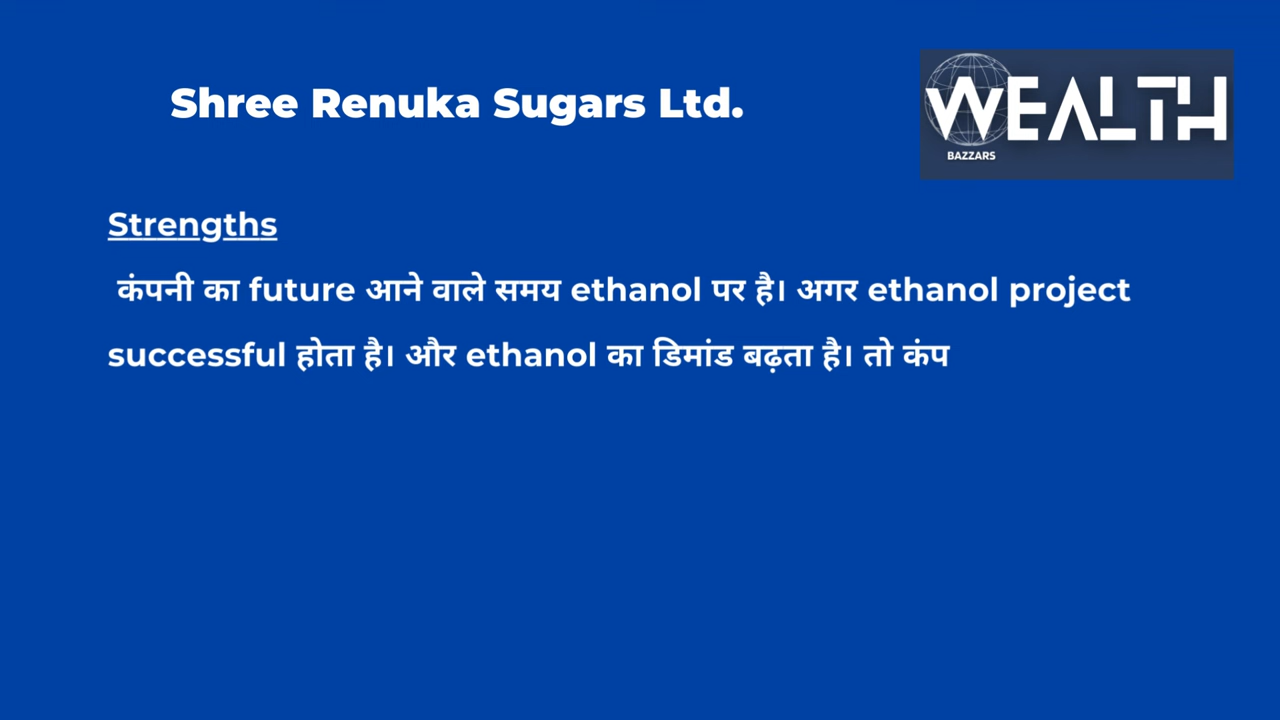 Shree Renuka Sugars Ltd.
WEALTH
BAZZARS
Strengths
कंपनी का future आने वाले समय ethanol पर है। अगर ethanol project
successful होता है। और ethanol का डिमांड बढ़ता है। तो कंप